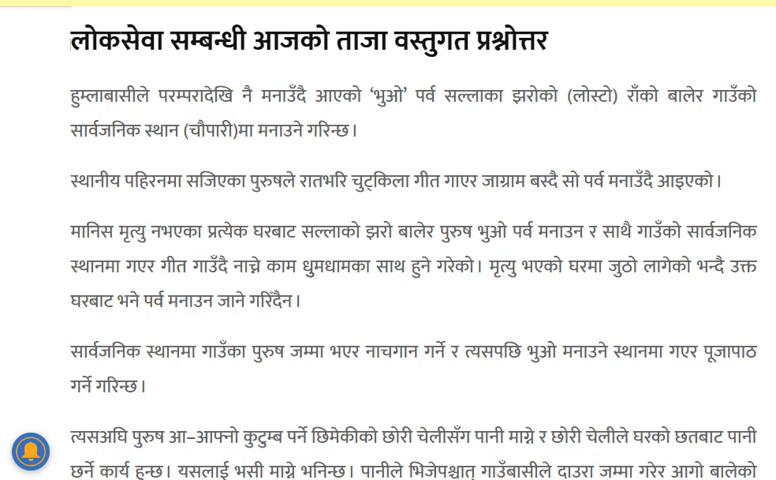 लोकसेवा सम्बन्धी आजको ताजा वस्तुगत प्रश्नोत्तर
हुम्लाबासीले परम्परादेखि नै मनाउँदै आएको ‘भुओ’ पर्व सल्लाका झरोको (लोस्टो) राँको बालेर गाउँको
सार्वजनिक स्थान (चौपारी)मा मनाउने गरिन्छ।
स्थानीय पहिरनमा सजिएका पुरुषले रातभरि चुट्किला गीत गाएर जाग्राम बस्दै सो पर्व मनाउँदै आइएको।
मानिस मृत्यु नभएका प्रत्येक घरबाट सल्लाको झरो बालेर पुरुष भुओ पर्व मनाउन र साथै गाउँको सार्वजनिक
स्थानमा गएर गीत गाउँदै नाच्ने काम धुमधामका साथ हुने गरेको। मृत्यु भएको घरमा जुठो लागेको भन्दै उक्त
घरबाट भने पर्व मनाउन जाने गरिँदैन।
सार्वजनिक स्थानमा गाउँका पुरुष जम्मा भएर नाचगान गर्ने र त्यसपछि भुओ मनाउने स्थानमा गएर पूजापाठ
गर्ने गरिन्छ।
त्यसअघि पुरुष आ–आफ्नो कुटुम्ब पर्ने छिमेकीको छोरी चेलीसँग पानी माग्ने र छोरी चेलीले घरको छतबाट पानी
छर्ने कार्य हुन्छ। यसलाई भसी माग्ने भनिन्छ। पानीले भिजेपश्चात् गाउँबासीले दाउरा जम्मा गरेर आगो बालेको